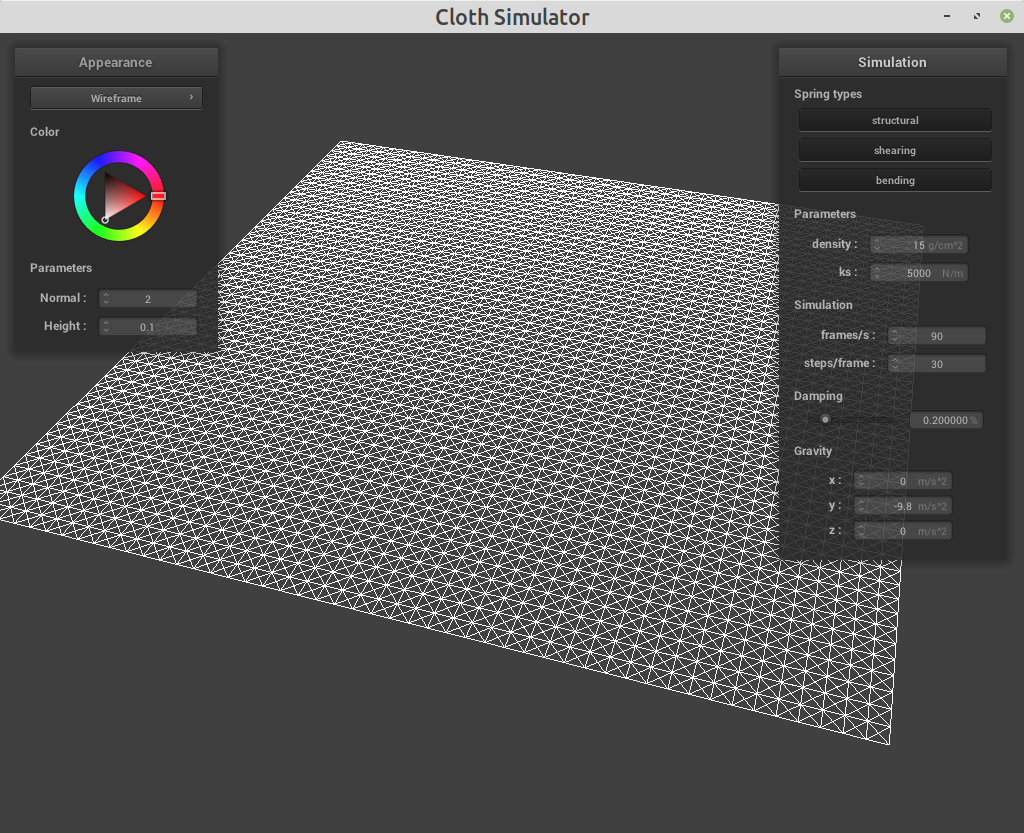 Cloth Simulator
Appearance
Wireframe
Color
Parameters
Normal : 2
Height : 0.1
Simulation
Spring types
structural
shearing
bending
Parameters
density : 15 g/cm^2
ks : 5000 N/m
Simulation
frames/s : 90
steps/frame : 30
Damping
0.200000 %
Gravity
x : 0 m/s^2
y : -9.8 m/s^2
z : 0 m/s^2